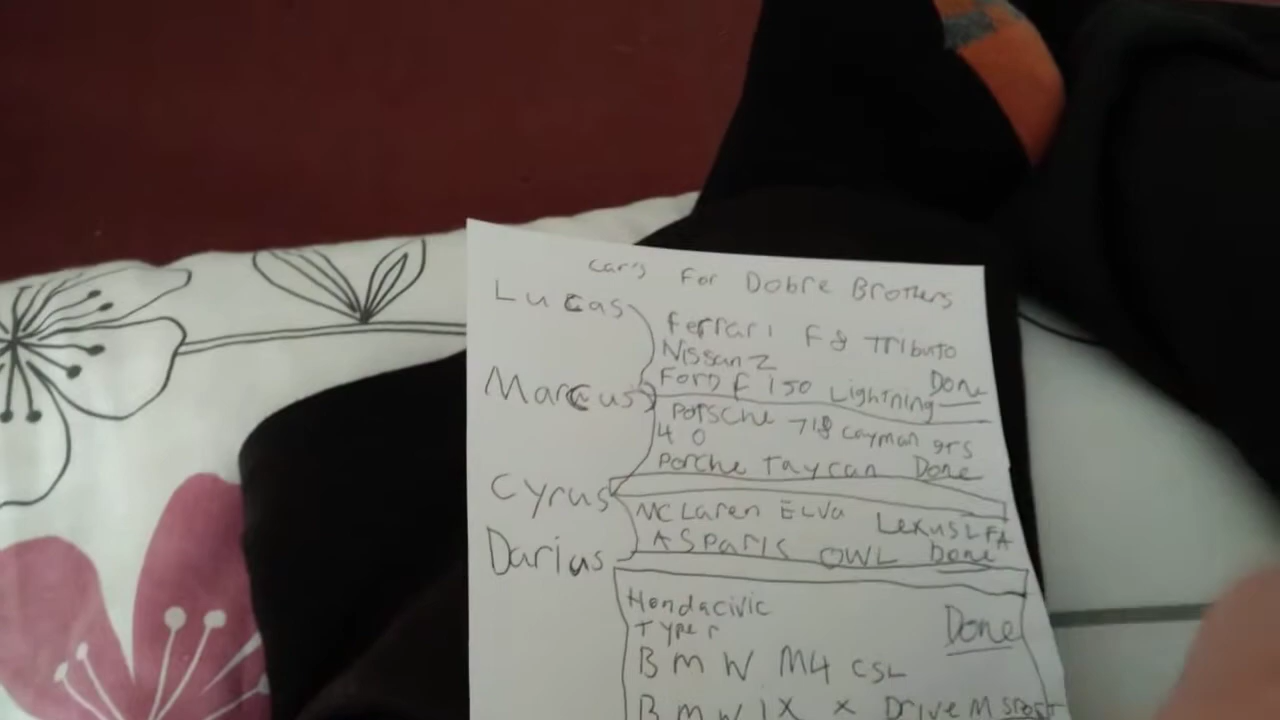 Cars For Dobre Brothers
Lucas
Ferrari F8 Tributo
Nissan Z
Ford F 150 Lightning Done
Marcus
Porsche 718 cayman grs
4 0
Porche Taycan Done
Cyrus
McLaren Elva Lexus LFA
ASPARK OWL Done
Darius
Hondacivic
Type r Done
BMW M4 CSL
BMW IX x Drive M sport